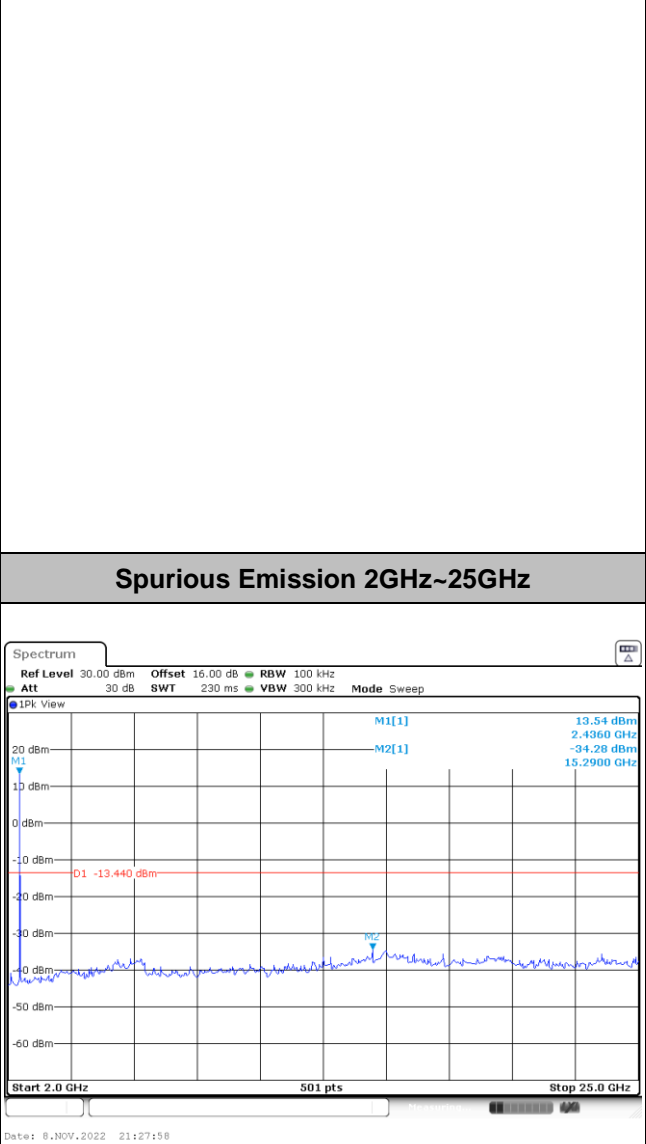 Spurious Emission 2GHz~25GHz
Spectrum
Ref Level 30.00 dBm Offset 16.00 dB RBW 100 kHz
Att 30 dB SWT 230 ms VBW 300 kHz Mode Sweep
1Pk View
M1[1] 13.54 dBm
2.4360 GHz
20 dBm M2[1] -34.28 dBm
M1 15.2900 GHz
10 dBm
0 dBm
-10 dBm
D1 -13.440 dBm
-20 dBm
-30 dBm
M2
-40 dBm
-50 dBm
-60 dBm
Start 2.0 GHz 501 pts Stop 25.0 GHz
Measuring...
Date: 8.NOV.2022 21:27:58